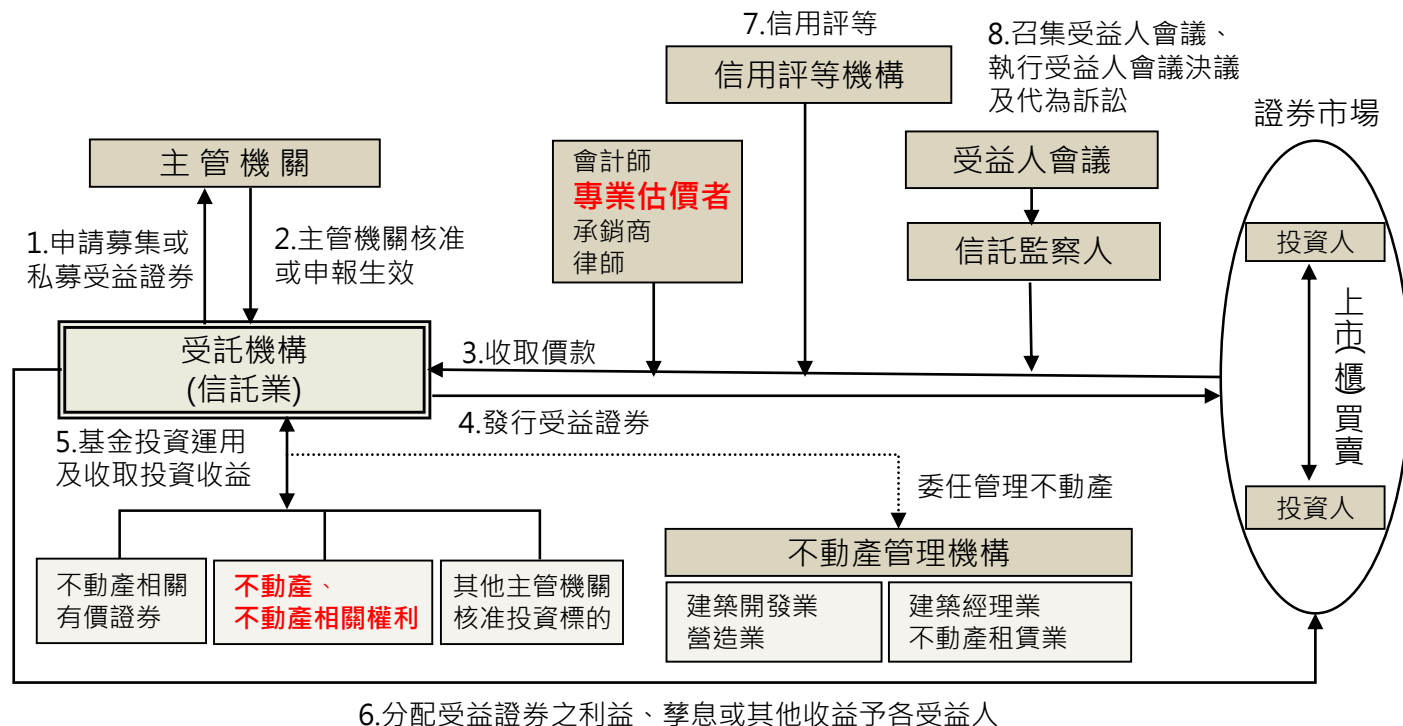 7.信用評等
信用評等機構
8.召集受益人會議、
執行受益人會議決議
及代為訴訟
證券市場
主管機關
會計師
專業估價者
承銷商
律師
受益人會議
信託監察人
投資人
1.申請募集或
私募受益證券
2.主管機關核准
或申報生效
上市(櫃)買賣
受託機構
(信託業)
3.收取價款
4.發行受益證券
5.基金投資運用
及收取投資收益
委任管理不動產
投資人
不動產管理機構
不動產相關
有價證券
不動產、
不動產相關權利
其他主管機關
核准投資標的
建築開發業
營造業
建築經理業
不動產租賃業
6.分配受益證券之利益、孳息或其他收益予各受益人